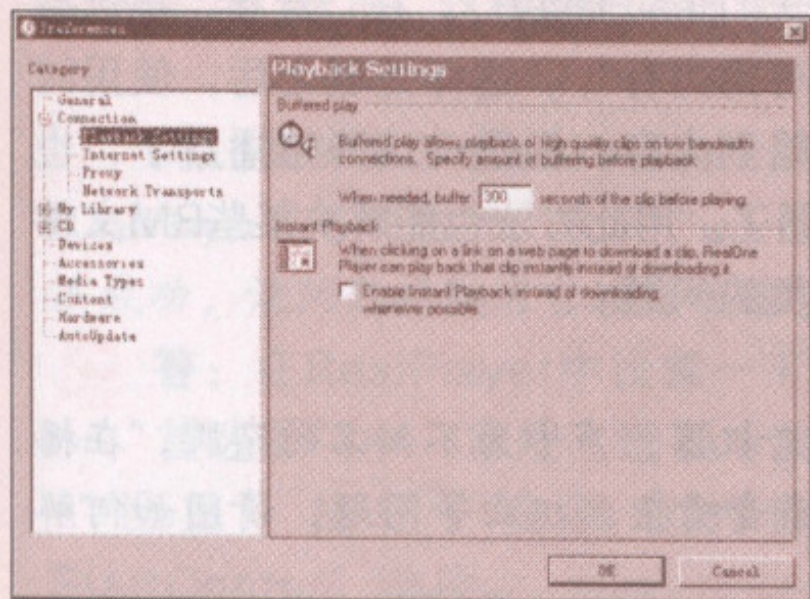 Preferences
Category
General
Connection
Playback Settings
Internet Settings
Proxy
Network Transports
My Library
CD
Devices
Accessories
Media Types
Content
Hardware
AutoUpdate
Playback Settings
Buffered play
Buffered play allows playback of high quality clips on low bandwidth
connections. Specify amount of buffering before playback
When needed, buffer 300 seconds of the clip before playing.
Instant Playback
When clicking on a link on a web page to download a clip, RealOne
Player can play back that clip instantly instead of downloading it
Enable Instant Playback instead of downloading
whenever possible
OK
Cancel